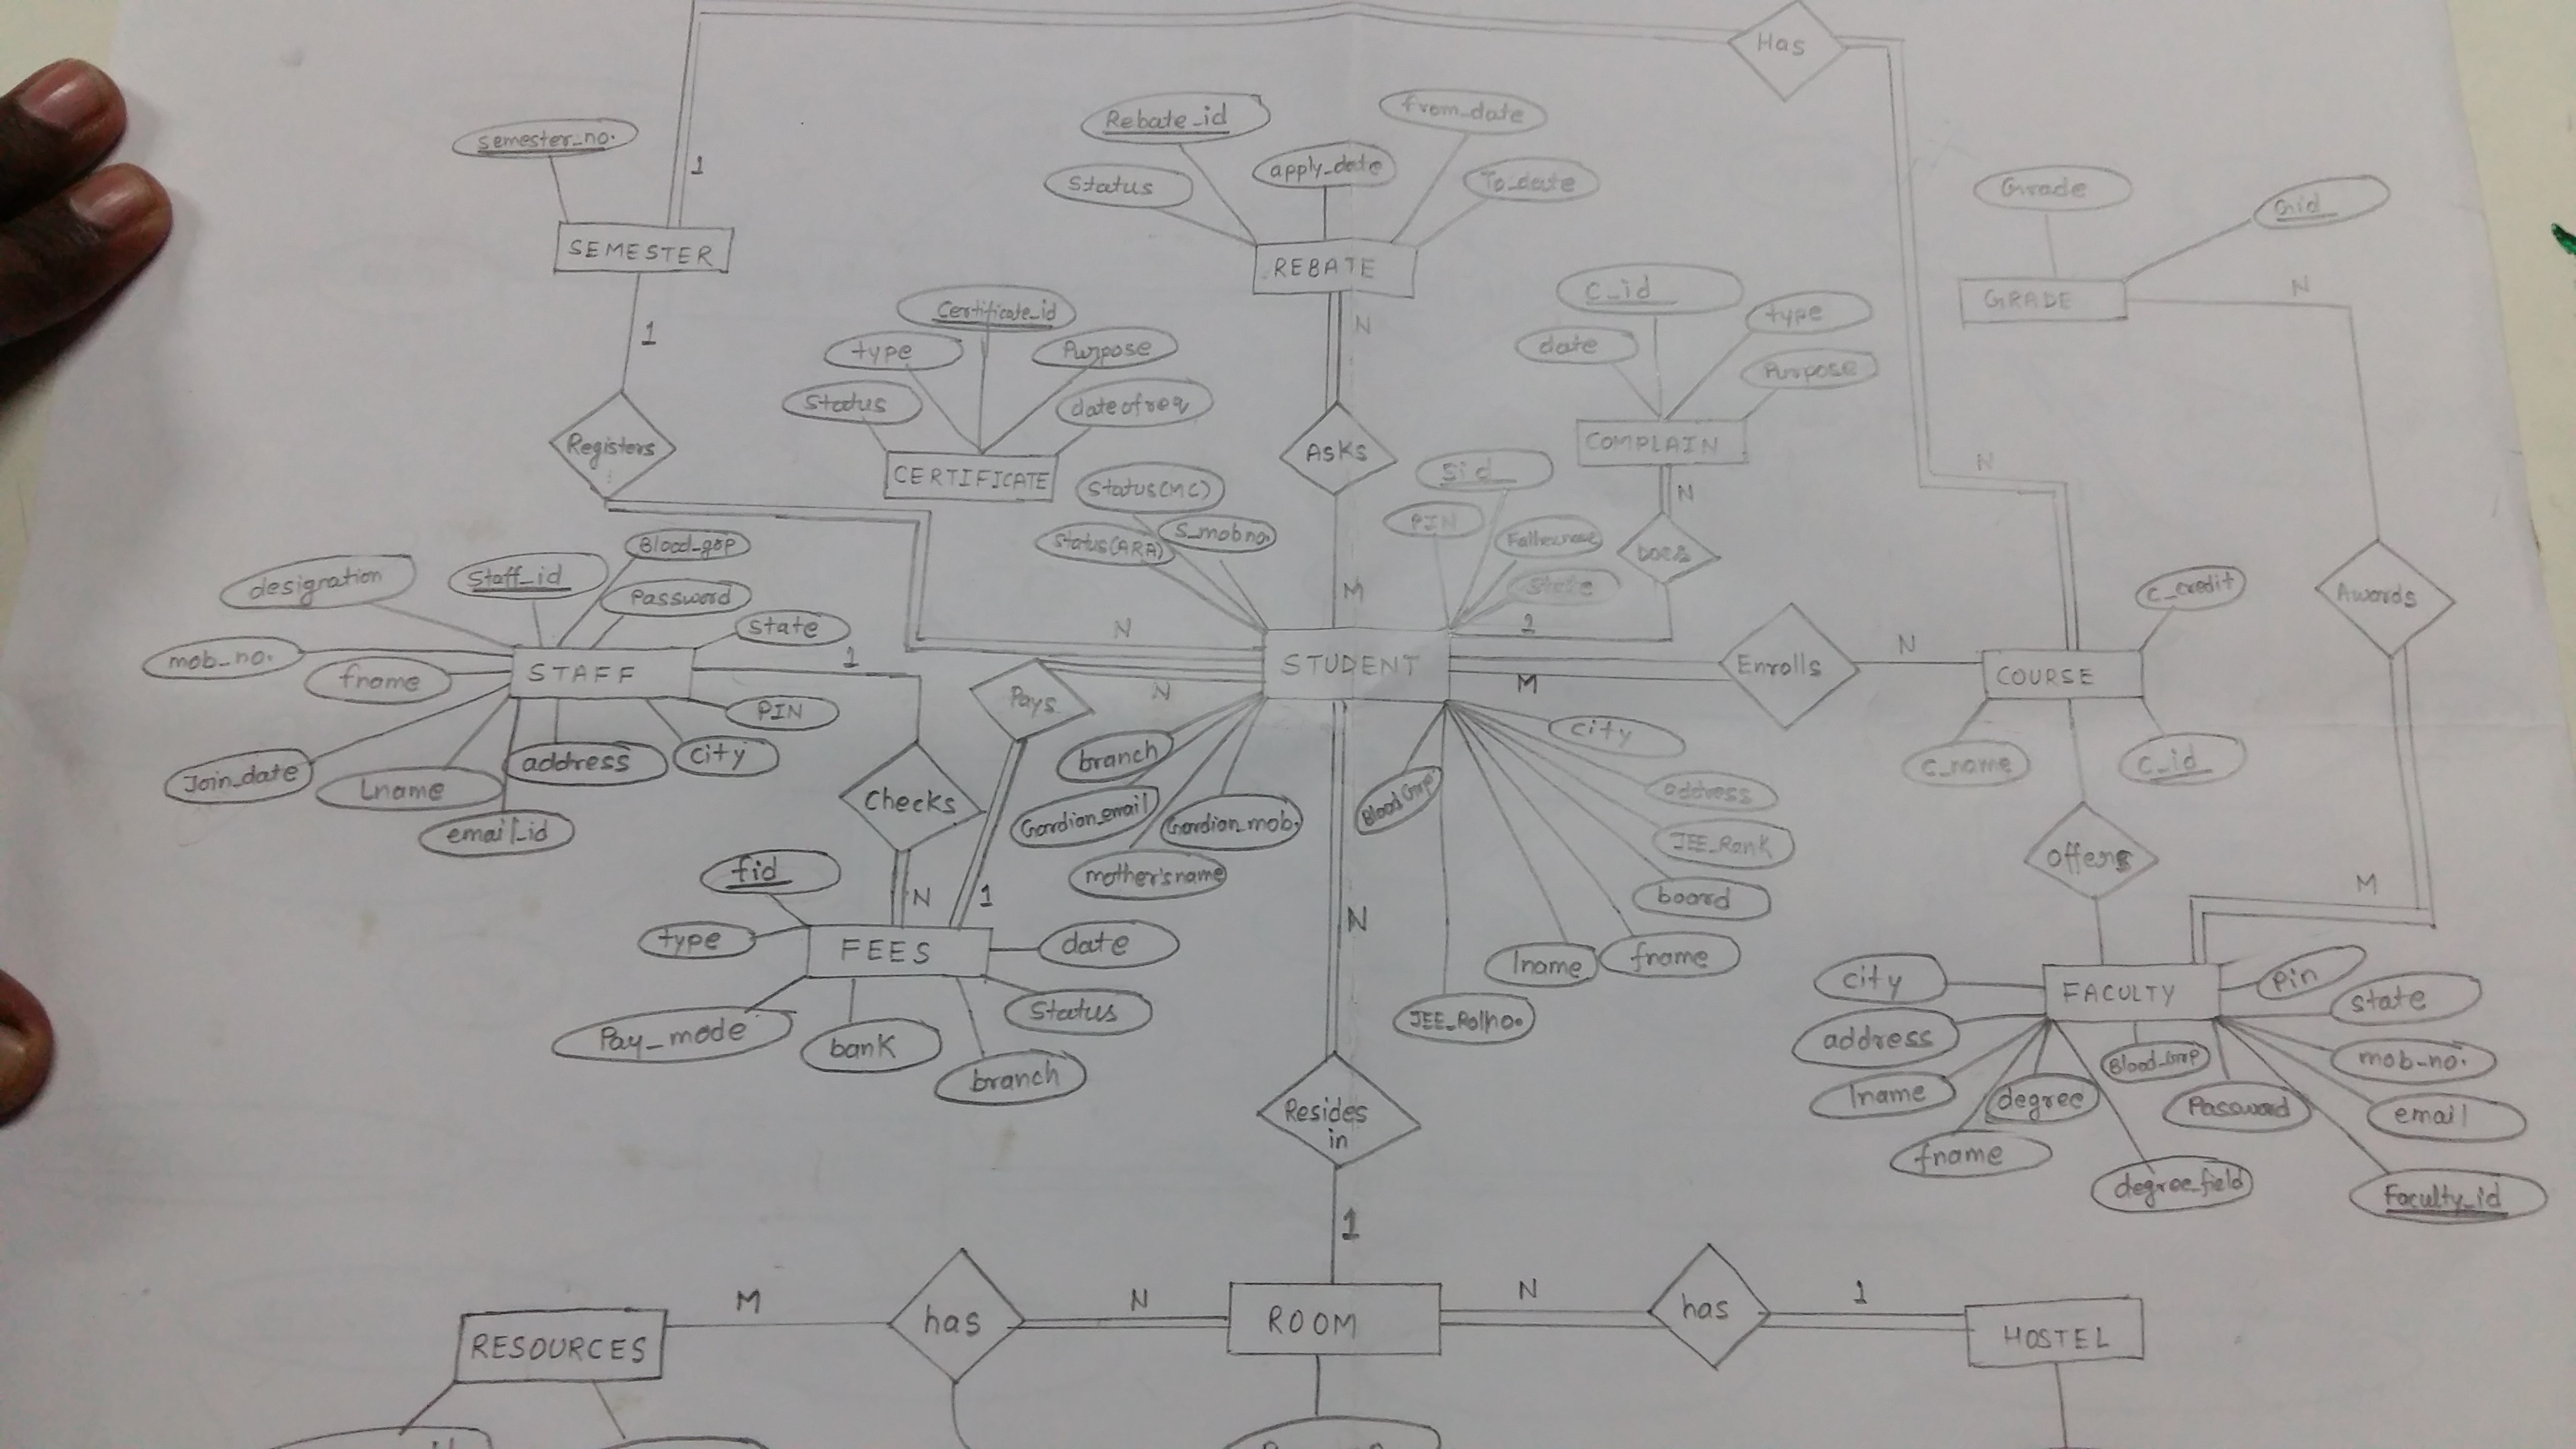 Has
1
semester_no.
Rebate_id
from_date
apply_date
Status
To_date
Grade
Gid
SEMESTER
REBATE
GRADE
N
1
Certificate_id
N
C_id
type
type
Purpose
date
Purpose
Status
dateofreq
Registers
CERTIFICATE
Asks
COMPLAIN
N
Status(MC)
Sid
N
S_mobno.
PIN
status(ARA)
Does
Blood_grp
designation
Staff_id
Password
state
State
M
C_credit
Awards
N
1
mob_no.
fname
STAFF
1
STUDENT
Enrolls
N
COURSE
Pays
N
M
PIN
city
branch
Join_date
Lname
address
city
c_name
c_id
Checks
Gardian_email
Gardian_mob.
Blood Grp.
address
JEE_Rank
email_id
offers
fid
mother'sname
board
N
1
N
M
type
FEES
date
lname
fname
Pay_mode
bank
Status
JEE_Rollno.
branch
city
FACULTY
pin
state
address
Blood_Grp
mob_no.
lname
degree
Password
email
fname
degree_field
Faculty_id
Resides
in
1
M
N
N
1
RESOURCES
has
ROOM
has
HOSTEL